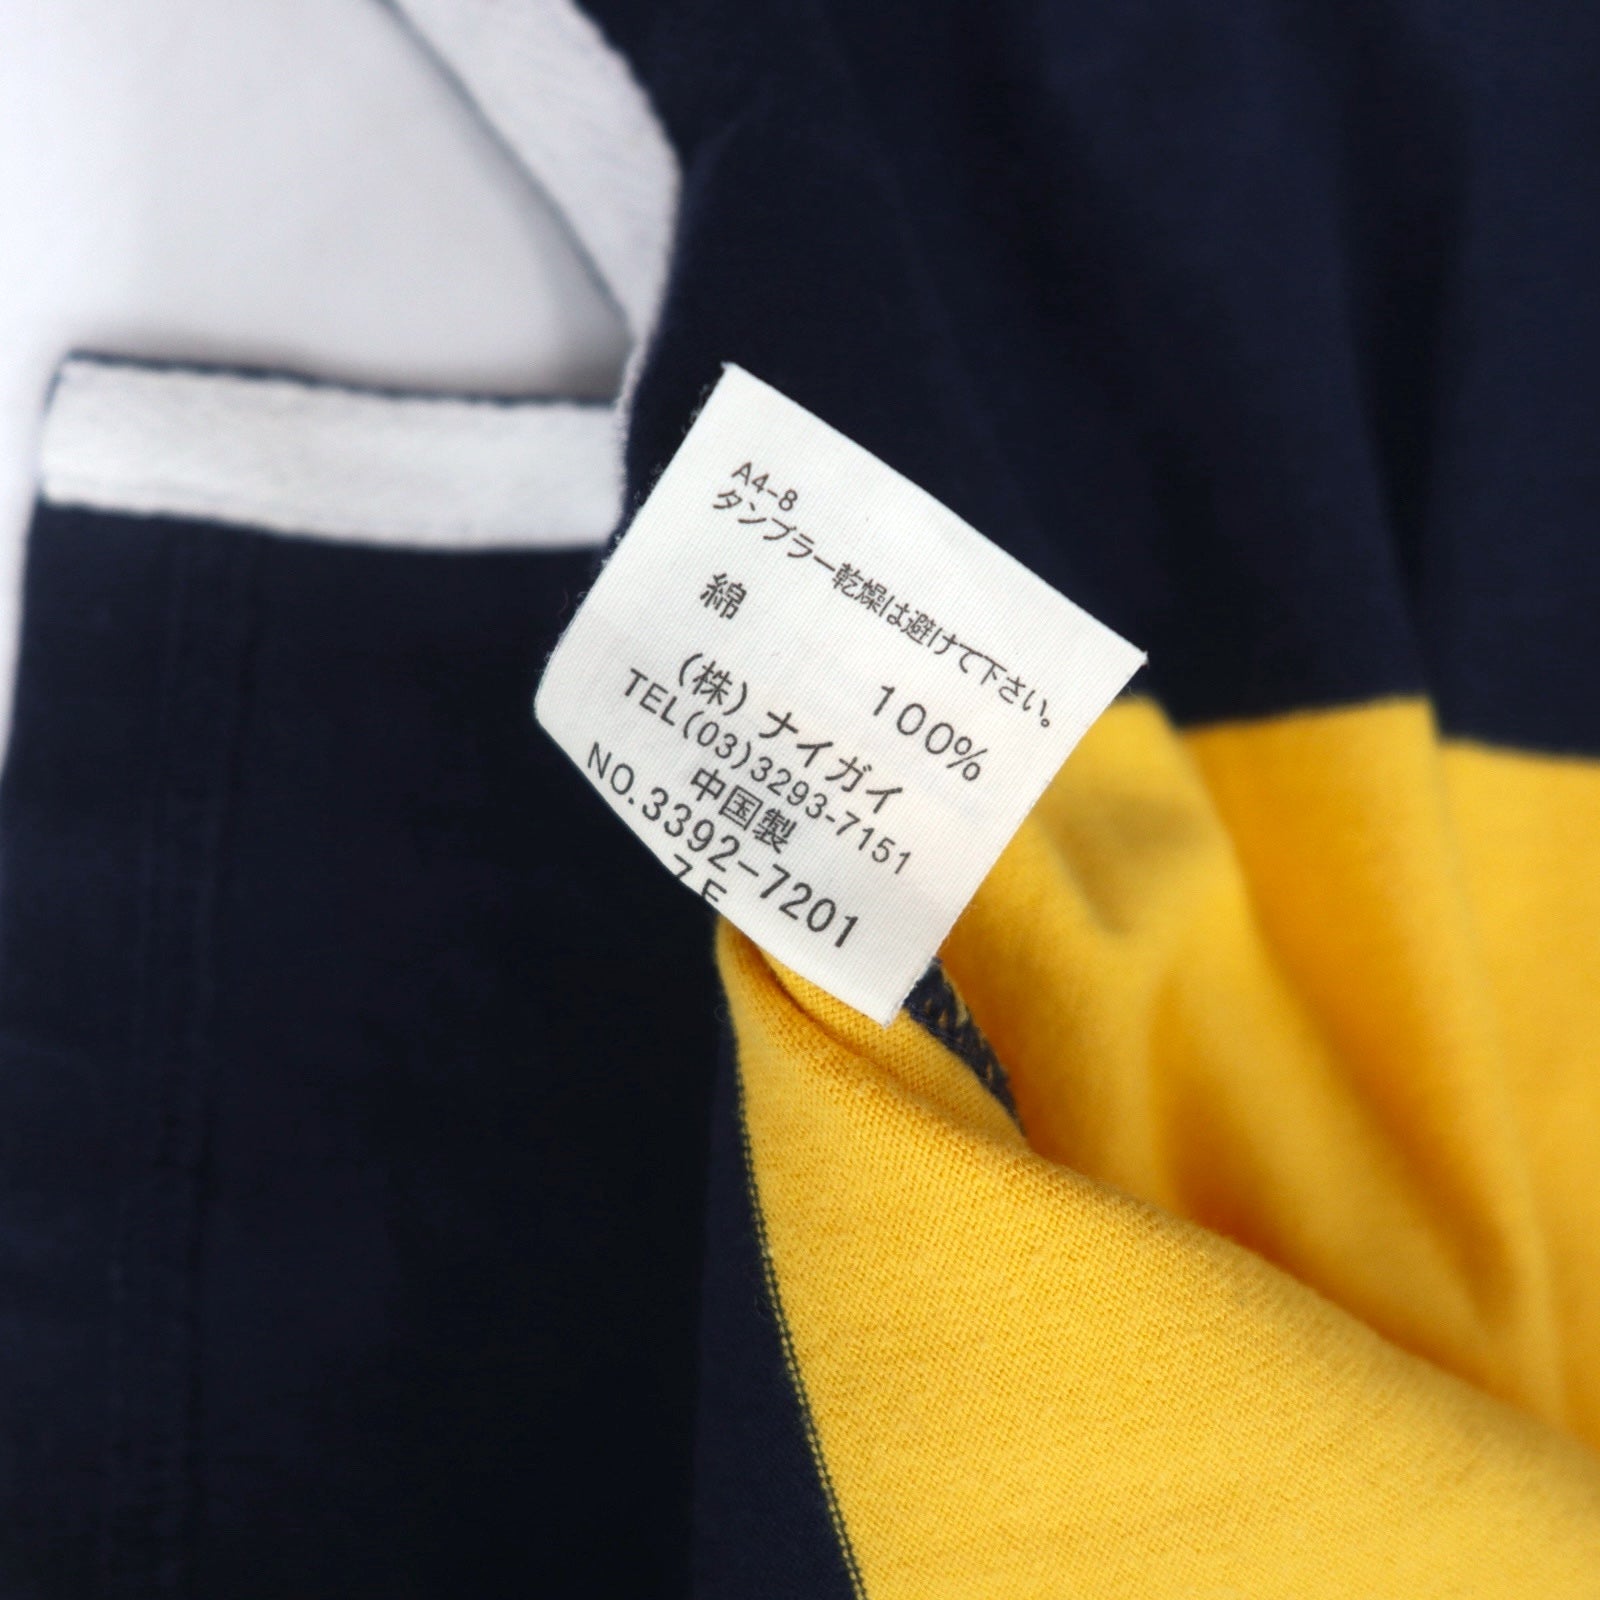 A4-8
タンブラー乾燥は避けて下さい。
綿 100%
(株)ナイガイ
TEL(03)3293-7151
中国製
NO.3392-7201